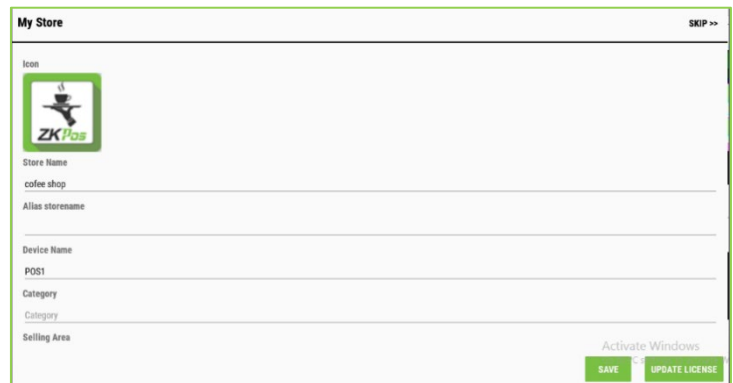 My Store
SKIP >>
Icon
ZKPos
Store Name
cofee shop
Alias storename
Device Name
POS1
Category
Category
Selling Area
Activate Windows
SAVE
UPDATE LICENSE